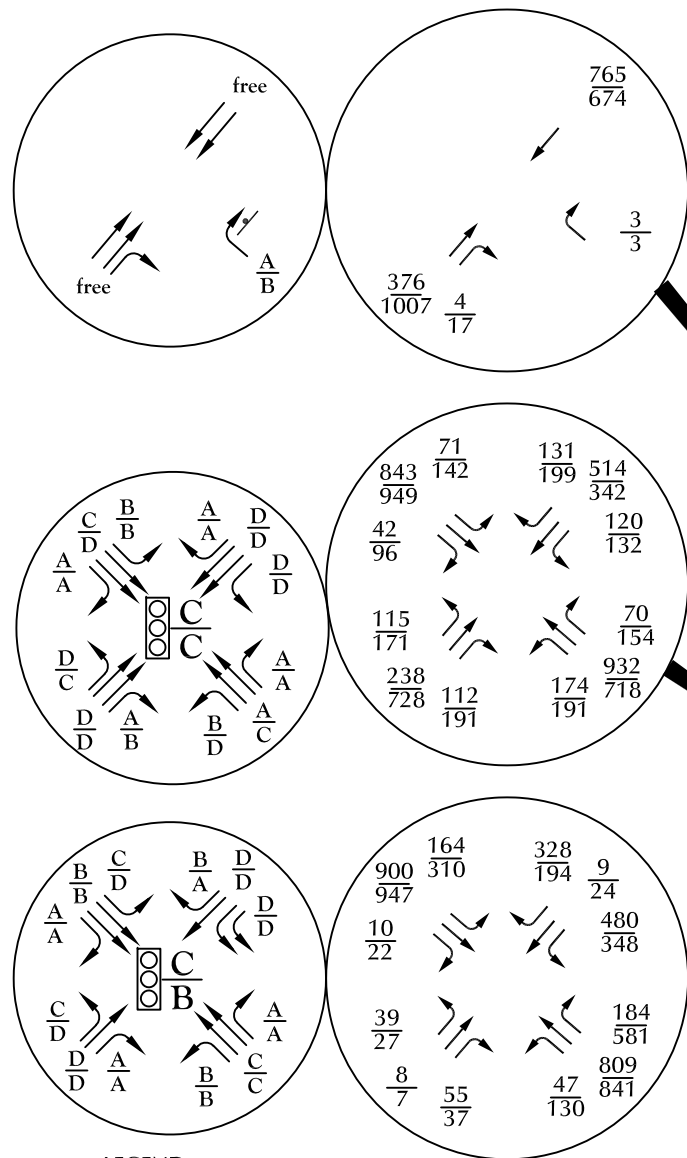 free
free
A
B
765
674
3
3
376
1007
4
17
B
B
C
D
A
A
A
A
D
D
D
D
C
C
D
C
D
D
A
B
B
D
A
C
A
A
71
142
843
949
42
96
131
199
514
342
120
132
115
171
238
728
112
191
174
191
932
718
70
154
C
D
B
B
A
A
B
A
D
D
D
D
C
B
C
D
D
D
A
A
B
B
C
C
A
A
164
310
900
947
10
22
328
194
9
24
480
348
39
27
8
7
55
37
47
130
809
841
184
581